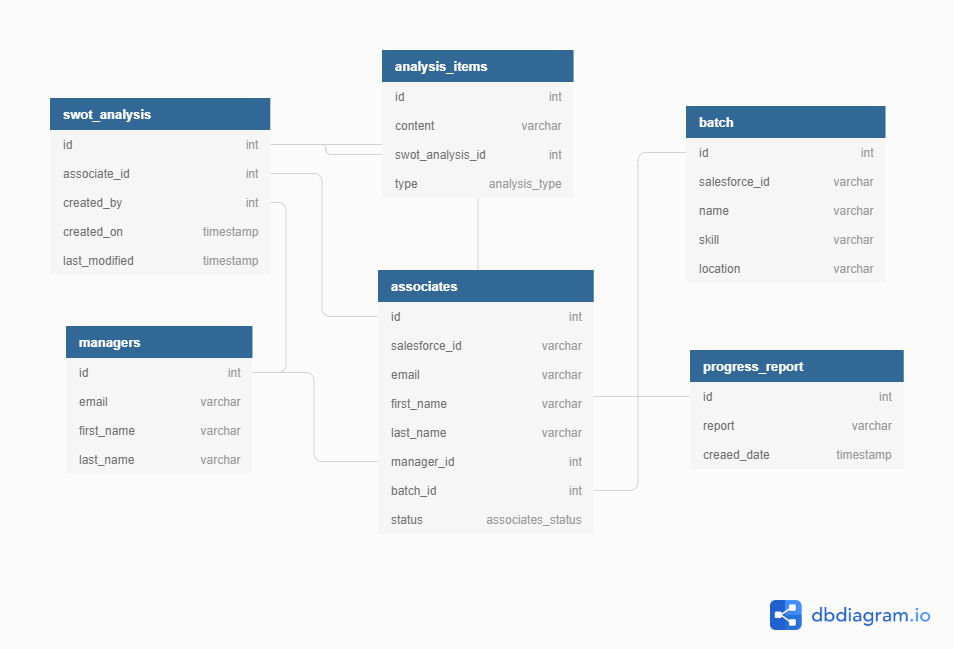 analysis_items
id int
content varchar
swot_analysis_id int
type analysis_type
swot_analysis
id int
associate_id int
created_by int
created_on timestamp
last_modified timestamp
batch
id int
salesforce_id varchar
name varchar
skill varchar
location varchar
associates
id int
salesforce_id varchar
email varchar
first_name varchar
last_name varchar
manager_id int
batch_id int
status associates_status
managers
id int
email varchar
first_name varchar
last_name varchar
progress_report
id int
report varchar
creaed_date timestamp
dbdiagram.io